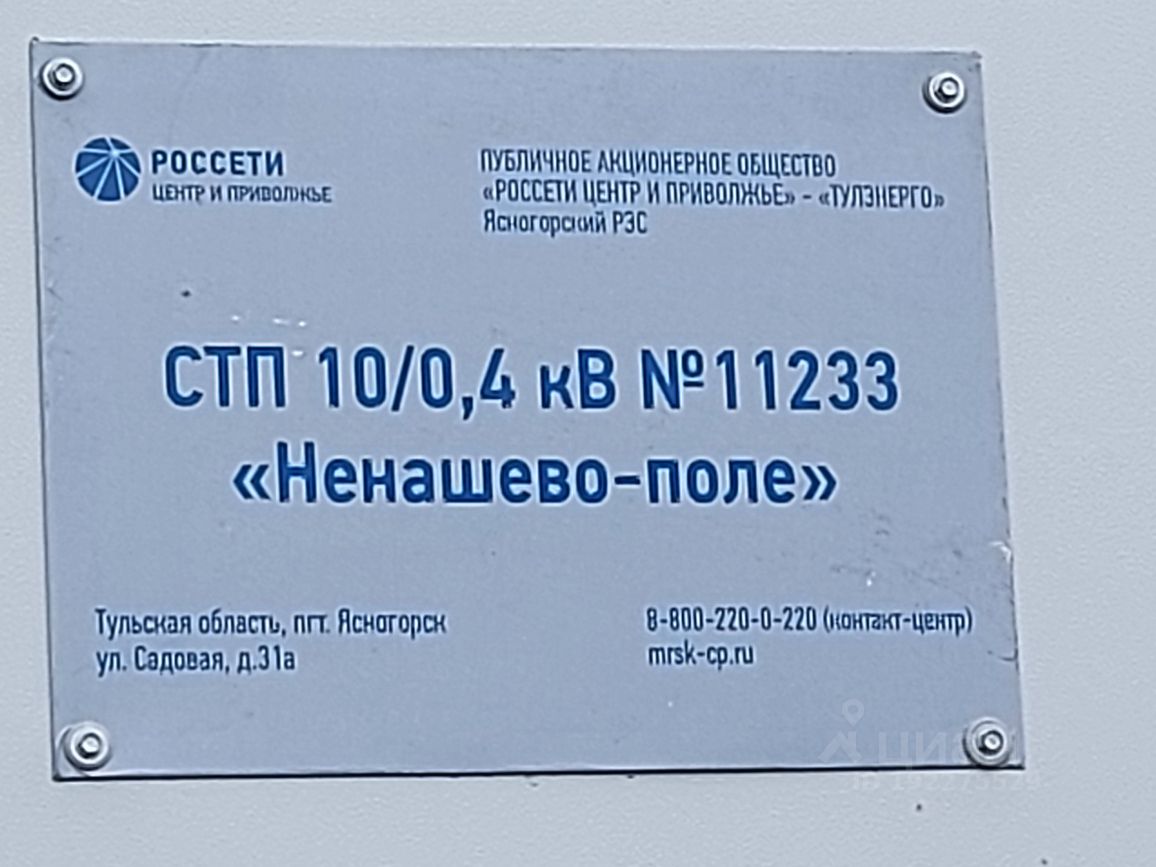 РОССЕТИ
ЦЕНТР И ПРИВОЛЖЬЕ
ПУБЛИЧНОЕ АКЦИОНЕРНОЕ ОБЩЕСТВО
«РОССЕТИ ЦЕНТР И ПРИВОЛЖЬЕ» - «ТУЛЭНЕРГО»
Ясногорский РЭС
СТП 10/0,4 кВ №11233
«Ненашево-поле»
Тульская область, пгт. Ясногорск
ул. Садовая, д.31а
8-800-220-0-220 (контакт-центр)
mrsk-cp.ru